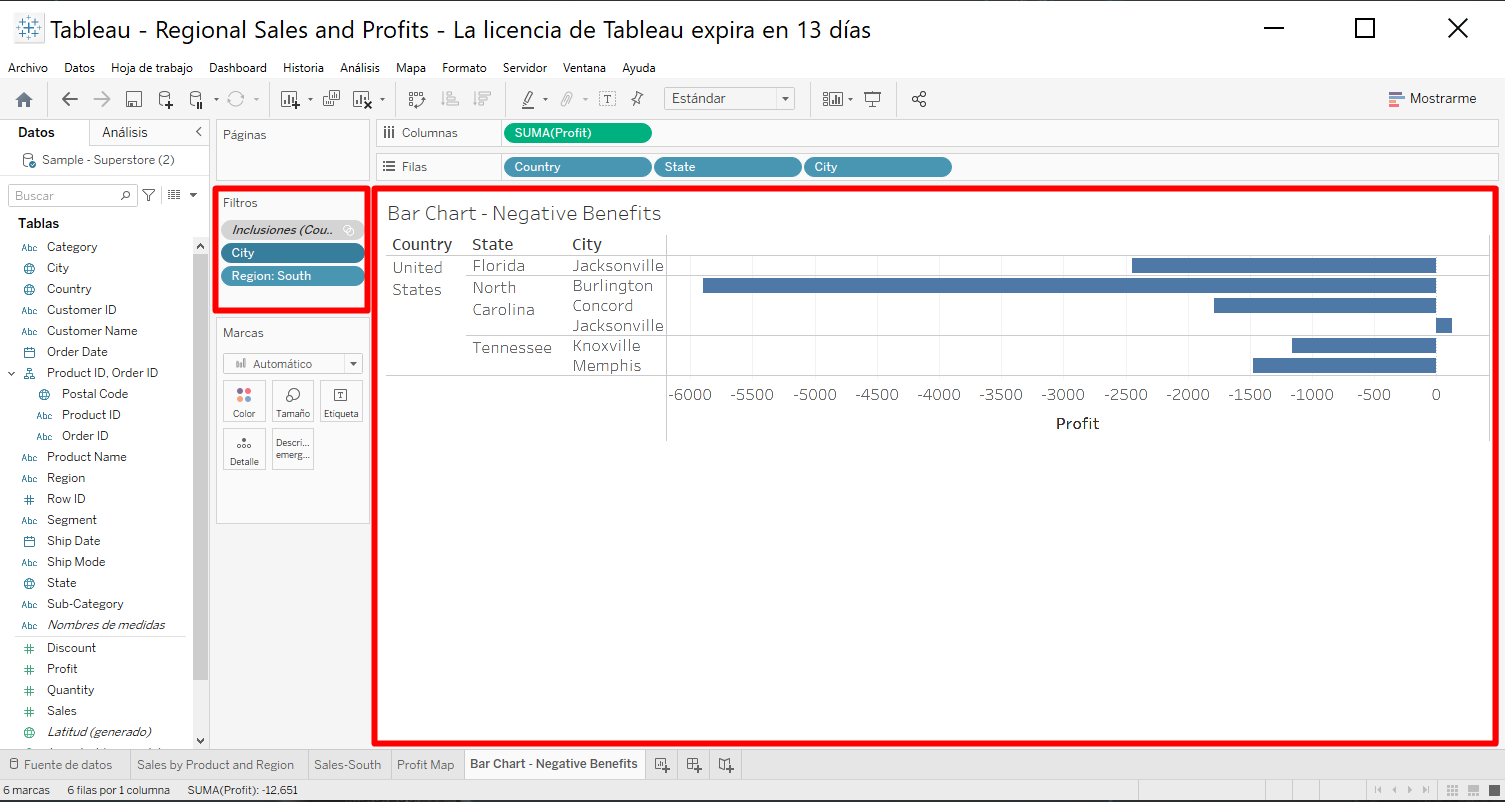 Tableau - Regional Sales and Profits - La licencia de Tableau expira en 13 días
Archivo Datos Hoja de trabajo Dashboard Historia Análisis Mapa Formato Servidor Ventana Ayuda
Estándar
Mostrarme
Datos Análisis
Sample - Superstore (2)
Buscar
Tablas
Abc Category
City
Country
Abc Customer ID
Abc Customer Name
Order Date
Product ID, Order ID
Postal Code
Abc Product ID
Abc Order ID
Abc Product Name
Abc Region
Row ID
Abc Segment
Ship Date
Abc Ship Mode
State
Abc Sub-Category
Abc Nombres de medidas
Discount
Profit
Quantity
Sales
Latitud (generado)
Páginas
Filtros
Inclusiones (Cou..
City
Region: South
Marcas
Automático
Color Tamaño Etiqueta
Detalle Descri... emerg...
Columnas SUMA(Profit)
Filas Country State City
Bar Chart - Negative Benefits
Country State City
United States
Florida Jacksonville
North Carolina
Burlington
Concord
Jacksonville
Tennessee Knoxville
Memphis
-6000 -5500 -5000 -4500 -4000 -3500 -3000 -2500 -2000 -1500 -1000 -500 0
Profit
Fuente de datos Sales by Product and Region Sales-South Profit Map Bar Chart - Negative Benefits
6 marcas 6 filas por 1 columna SUMA(Profit): -12,651